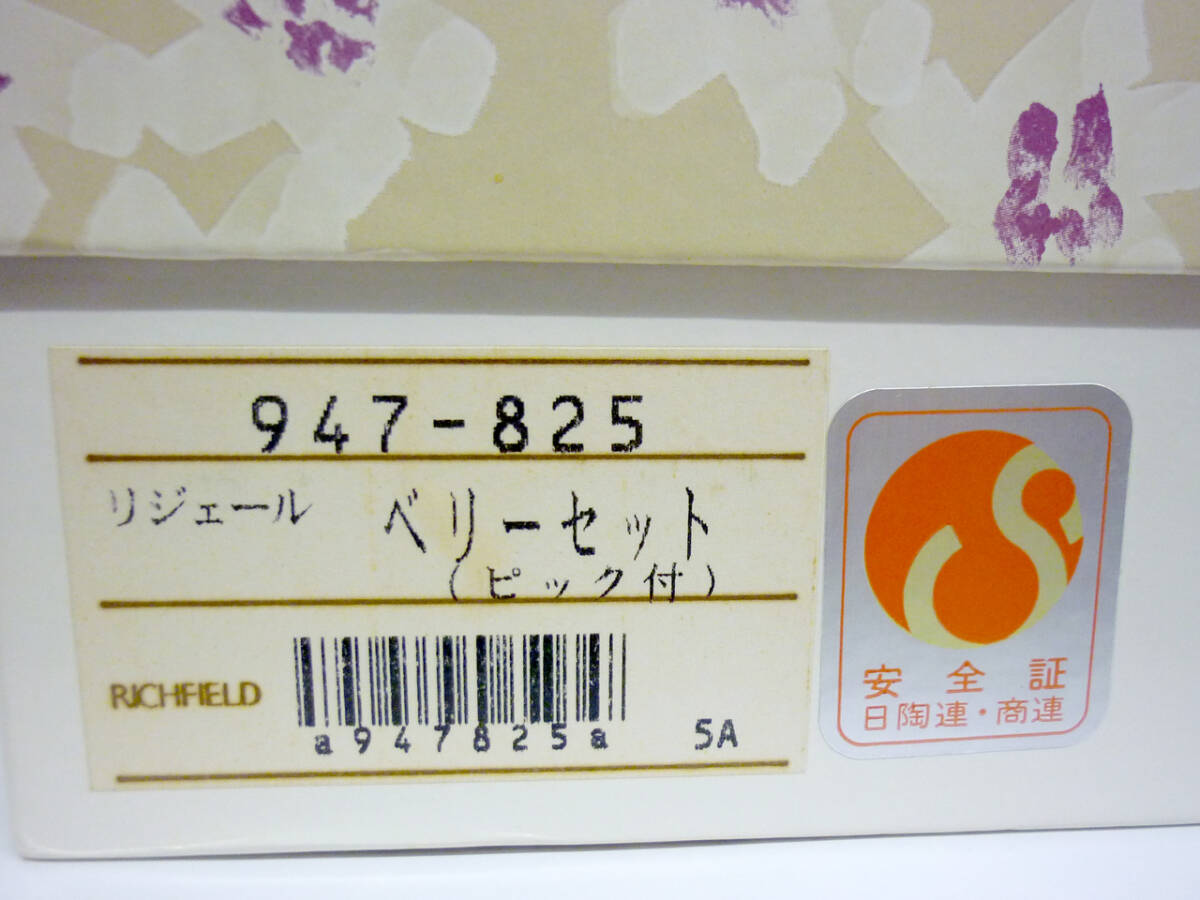 947-825
リジェール ベリーセット
(ピック付)
RICHFIELD
a947825a 5A
安全証
日陶連・商連